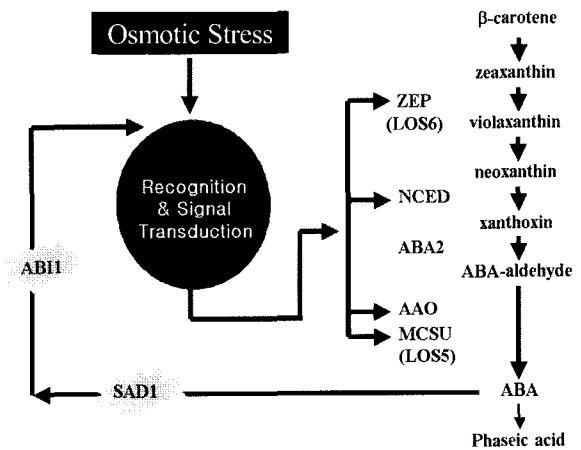 Osmotic Stress
Recognition
& Signal
Transduction
ABI1
SAD1
ZEP
(LOS6)
NCED
ABA2
AAO
MCSU
(LOS5)
β-carotene
zeaxanthin
violaxanthin
neoxanthin
xanthoxin
ABA-aldehyde
ABA
Phaseic acid